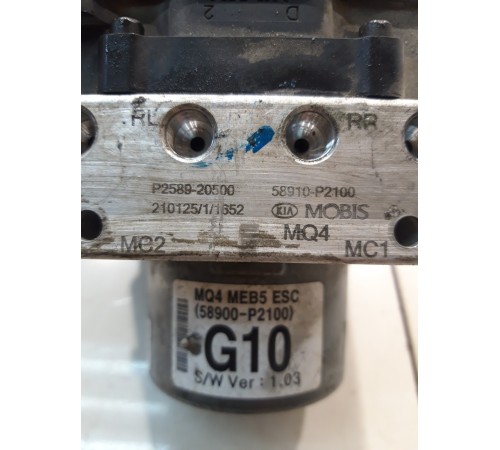 D 2
RL RR
P2589-20500 58910-P2100
210125/1/1652 KIA MOBIS
MQ4
MC2 MC1
MQ4 MEB5 ESC
(58900-P2100)
G10
S/W Ver : 1.03